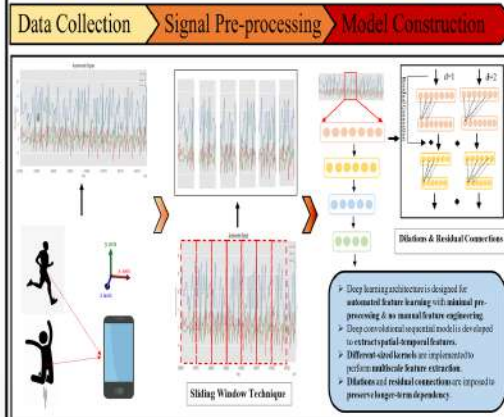 Data Collection
Signal Pre-processing
Model Construction
d=1
d=2
Sliding Window Technique
Dilations & Residual Connections
➤ Deep learning architecture is designed for
automated feature learning with minimal pre-
processing & no manual feature engineering.
➤ Deep convolutional sequential model is developed
to extract spatial-temporal features.
➤ Different-sized kernels are implemented to
perform multiscale feature extraction.
➤ Dilations and residual connections are imposed to
preserve longer-term dependency.